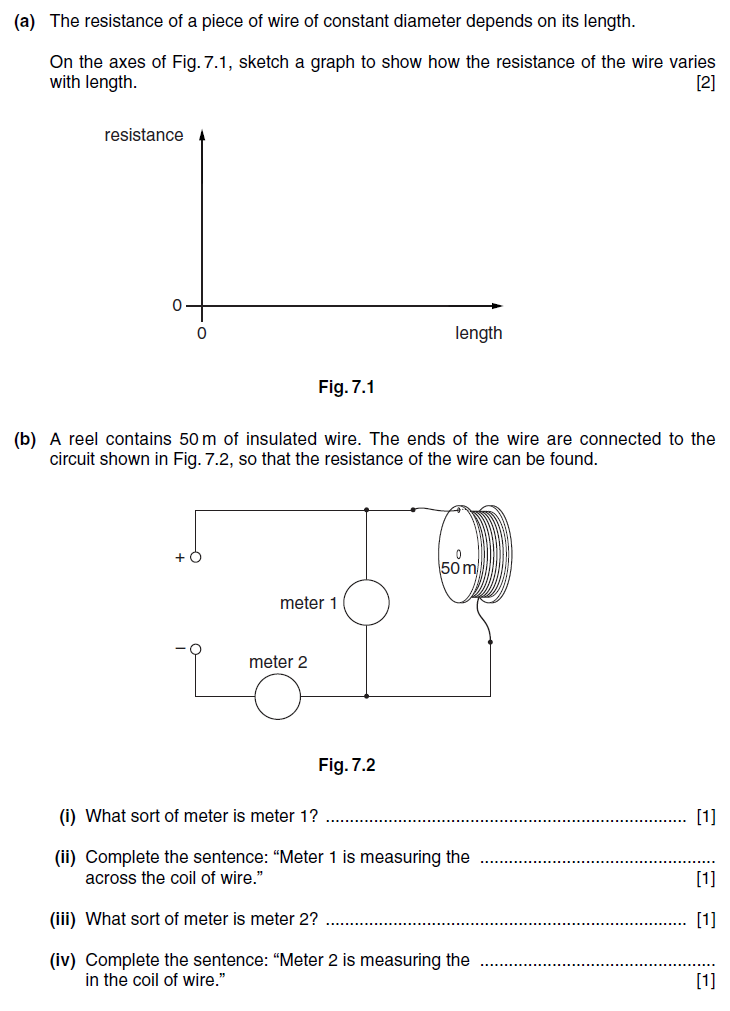 (a) The resistance of a piece of wire of constant diameter depends on its length.
On the axes of Fig. 7.1, sketch a graph to show how the resistance of the wire varies
with length. [2]
resistance
0
0
length
Fig. 7.1
(b) A reel contains 50 m of insulated wire. The ends of the wire are connected to the
circuit shown in Fig. 7.2, so that the resistance of the wire can be found.
+
50 m
meter 1
–
meter 2
Fig. 7.2
(i) What sort of meter is meter 1? .......................................................................... [1]
(ii) Complete the sentence: “Meter 1 is measuring the ................................................
across the coil of wire.” [1]
(iii) What sort of meter is meter 2? .......................................................................... [1]
(iv) Complete the sentence: “Meter 2 is measuring the ................................................
in the coil of wire.” [1]